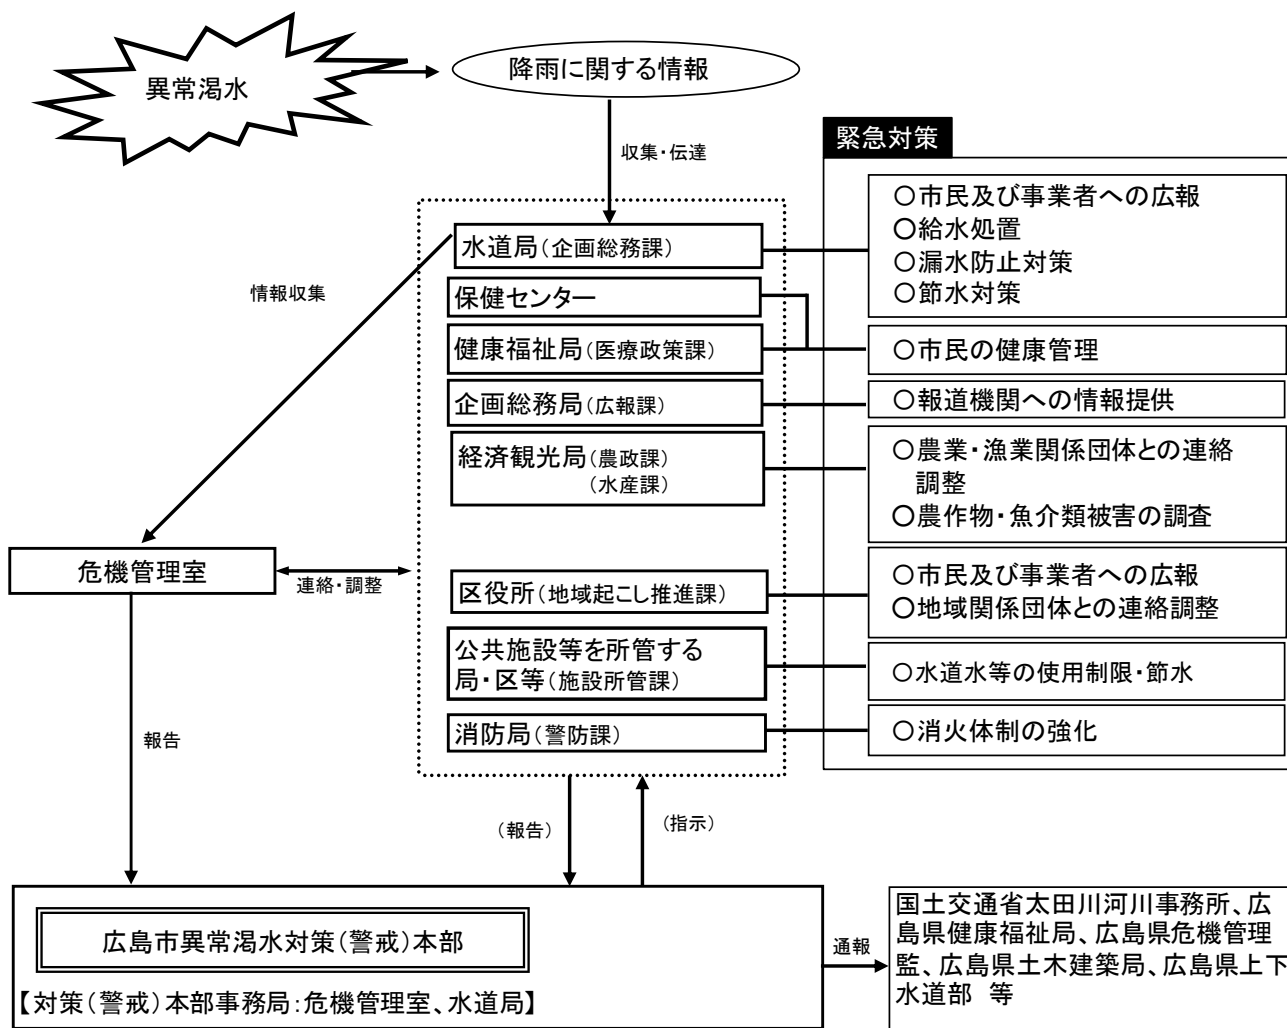 異常渇水
降雨に関する情報
収集・伝達
緊急対策
水道局（企画総務課）
○市民及び事業者への広報
○給水処置
○漏水防止対策
○節水対策
情報収集
保健センター
健康福祉局（医療政策課）
○市民の健康管理
企画総務局（広報課）
○報道機関への情報提供
経済観光局（農政課）
（水産課）
○農業・漁業関係団体との連絡
調整
○農作物・魚介類被害の調査
危機管理室
連絡・調整
区役所（地域起こし推進課）
○市民及び事業者への広報
○地域関係団体との連絡調整
公共施設等を所管する
局・区等（施設所管課）
○水道水等の使用制限・節水
消防局（警防課）
○消火体制の強化
報告
（報告）
（指示）
広島市異常渇水対策（警戒）本部
【対策（警戒）本部事務局：危機管理室、水道局】
通報
国土交通省太田川河川事務所、広
島県健康福祉局、広島県危機管理
監、広島県土木建築局、広島県上下
水道部　等